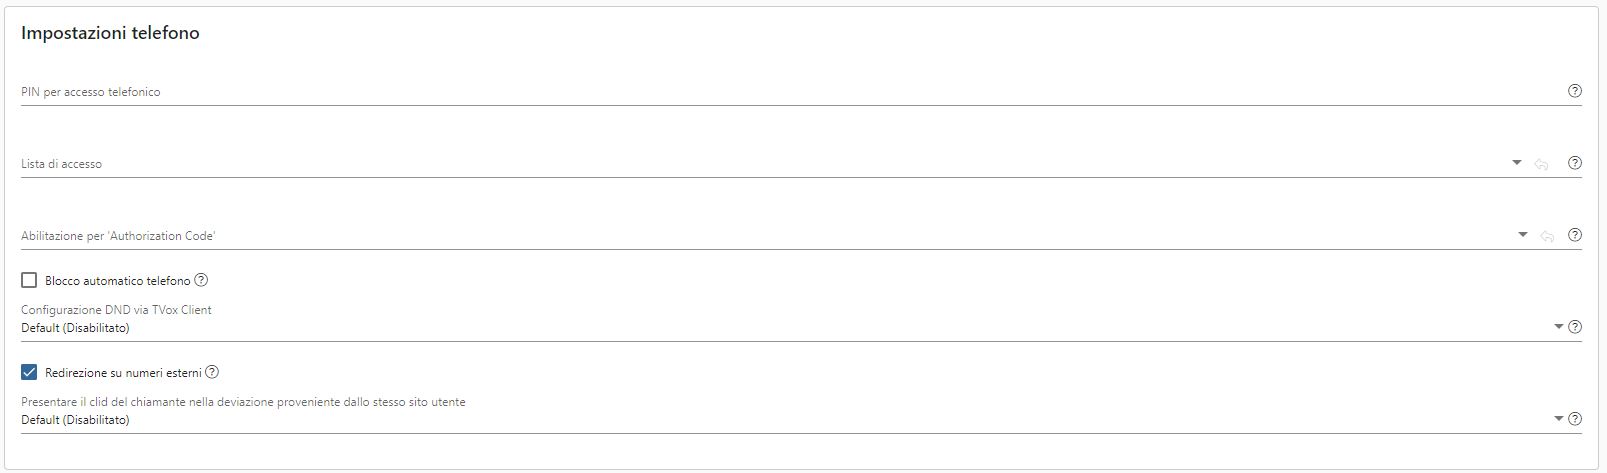 Impostazioni telefono
PIN per accesso telefonico
Lista di accesso
Abilitazione per 'Authorization Code'
Blocco automatico telefono
Configurazione DND via TVox Client
Default (Disabilitato)
Redirezione su numeri esterni
Presentare il clid del chiamante nella deviazione proveniente dallo stesso sito utente
Default (Disabilitato)